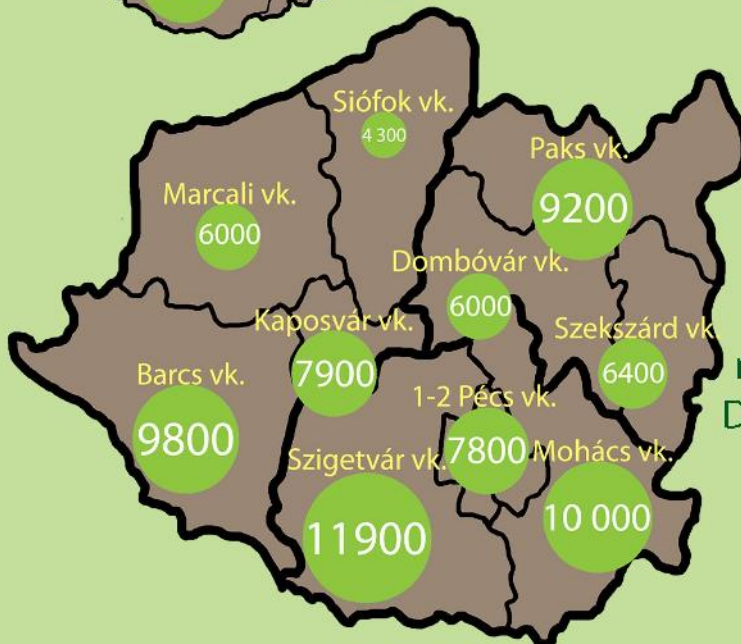 Siófok vk.
4 300
Paks vk.
9200
Marcali vk.
6000
Dombóvár vk.
6000
Kaposvár vk.
7900
Szekszárd vk.
6400
Barcs vk.
9800
1-2 Pécs vk.
7800
Szigetvár vk.
11900
Mohács vk.
10 000
D